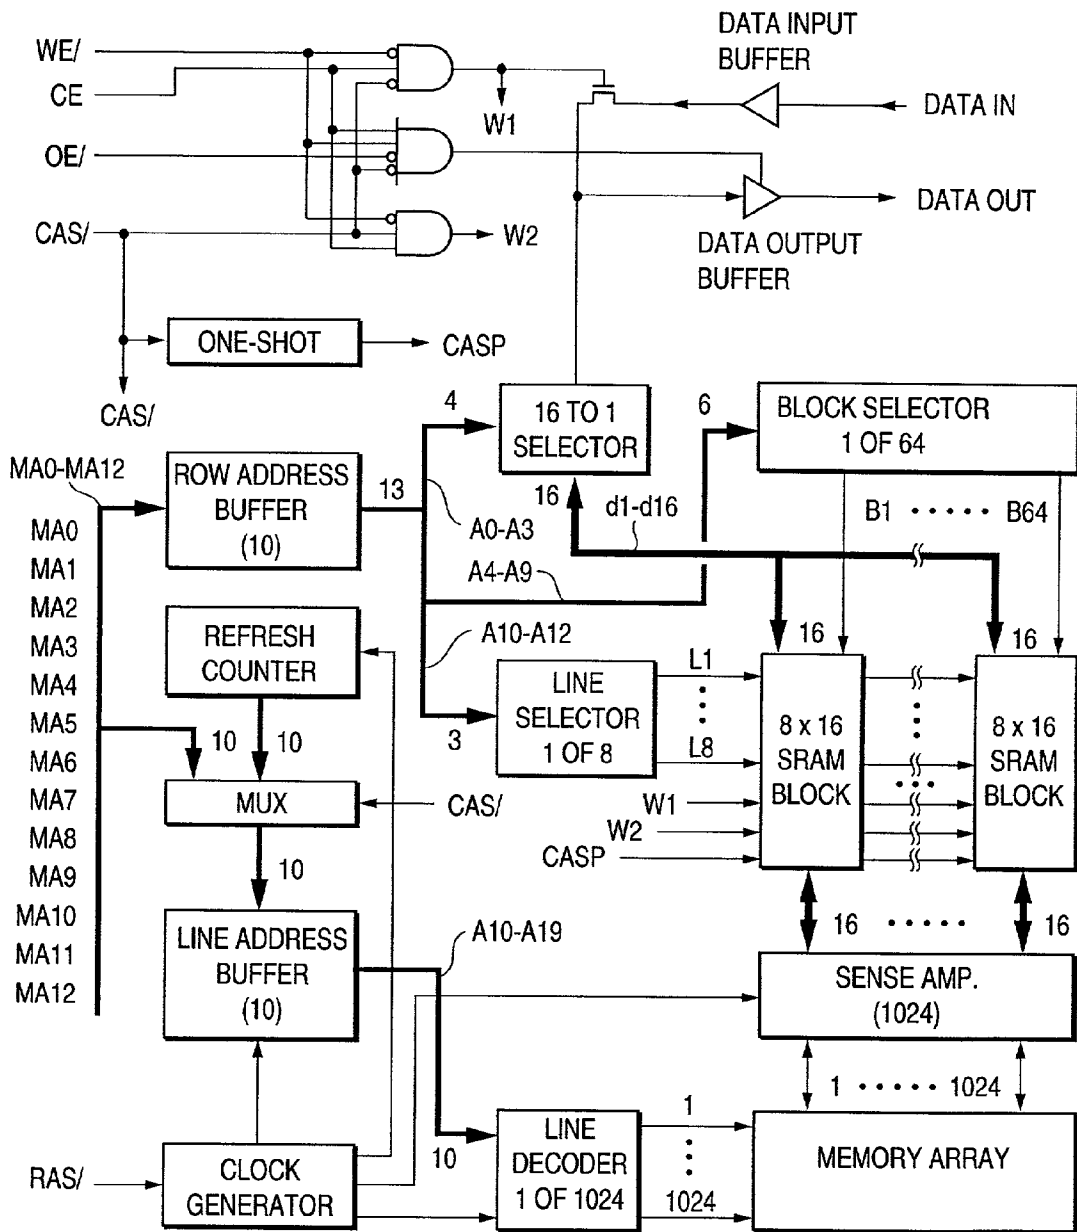 DATA INPUT
BUFFER
WE/
CE
W1
DATA IN
OE/
CAS/
W2
DATA OUT
DATA OUTPUT
BUFFER
ONE-SHOT
CASP
CAS/
4
16 TO 1
SELECTOR
6
BLOCK SELECTOR
1 OF 64
MA0-MA12
ROW ADDRESS
BUFFER
(10)
13
16
d1-d16
B1 ····· B64
A0-A3
A4-A9
MA0
MA1
MA2
MA3
MA4
MA5
MA6
MA7
MA8
MA9
MA10
MA11
MA12
REFRESH
COUNTER
A10-A12
16
16
LINE
SELECTOR
1 OF 8
3
L1
L8
8 x 16
SRAM
BLOCK
8 x 16
SRAM
BLOCK
10
10
MUX
CAS/
W1
W2
CASP
10
LINE ADDRESS
BUFFER
(10)
A10-A19
16 ····· 16
SENSE AMP.
(1024)
1 ····· 1024
RAS/
CLOCK
GENERATOR
10
LINE
DECODER
1 OF 1024
1
1024
MEMORY ARRAY